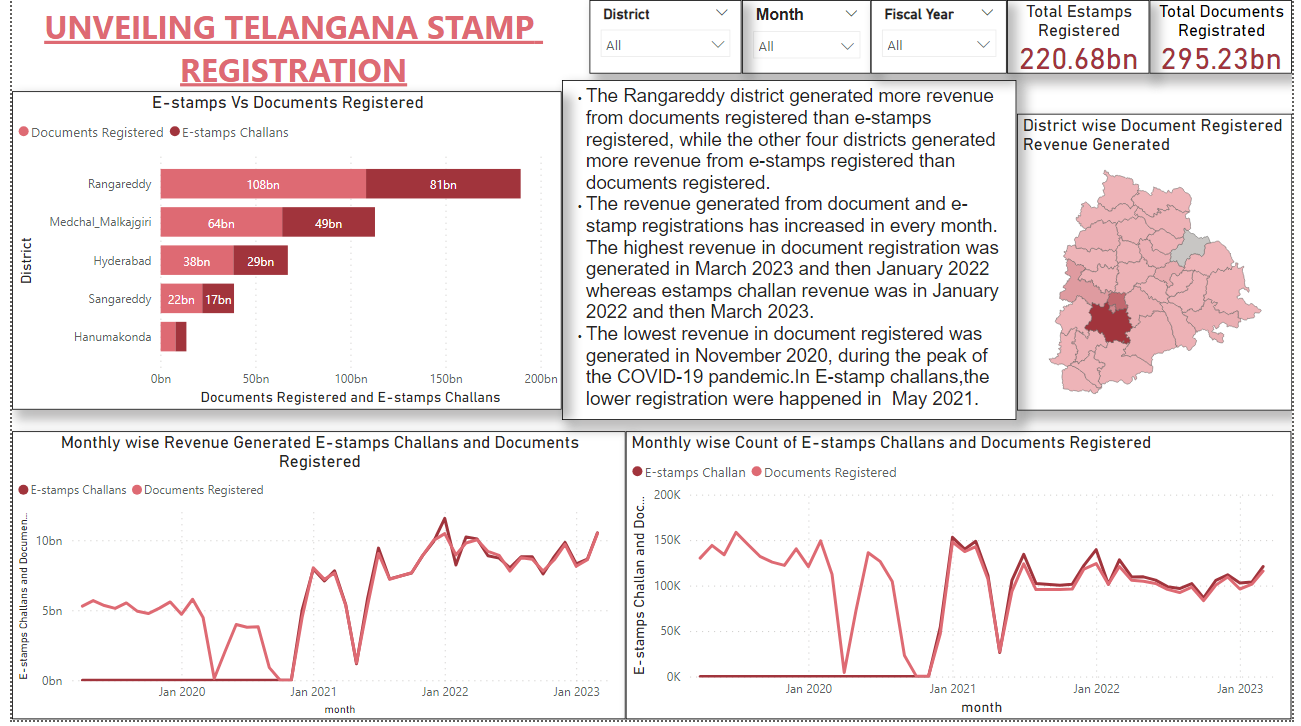 UNVEILING TELANGANA STAMP
REGISTRATION
District
All
Month
All
Fiscal Year
All
Total Estamps
Registered
220.68bn
Total Documents
Registrated
295.23bn
E-stamps Vs Documents Registered
Documents Registered E-stamps Challans
District
Rangareddy 108bn 81bn
Medchal_Malkajgiri 64bn 49bn
Hyderabad 38bn 29bn
Sangareddy 22bn 17bn
Hanumakonda
0bn 50bn 100bn 150bn 200bn
Documents Registered and E-stamps Challans
• The Rangareddy district generated more revenue
from documents registered than e-stamps
registered, while the other four districts generated
more revenue from e-stamps registered than
documents registered.
• The revenue generated from document and e-
stamp registrations has increased in every month.
The highest revenue in document registration was
generated in March 2023 and then January 2022
whereas estamps challan revenue was in January
2022 and then March 2023.
• The lowest revenue in document registered was
generated in November 2020, during the peak of
the COVID-19 pandemic.In E-stamp challans,the
lower registration were happened in May 2021.
District wise Document Registered
Revenue Generated
Monthly wise Revenue Generated E-stamps Challans and Documents
Registered
E-stamps Challans Documents Registered
E-stamps Challans and Documen...
10bn
5bn
0bn
Jan 2020 Jan 2021 Jan 2022 Jan 2023
month
Monthly wise Count of E-stamps Challans and Documents Registered
E-stamps Challan Documents Registered
E-stamps Challan and Doc...
200K
150K
100K
50K
0K
Jan 2020 Jan 2021 Jan 2022 Jan 2023
month